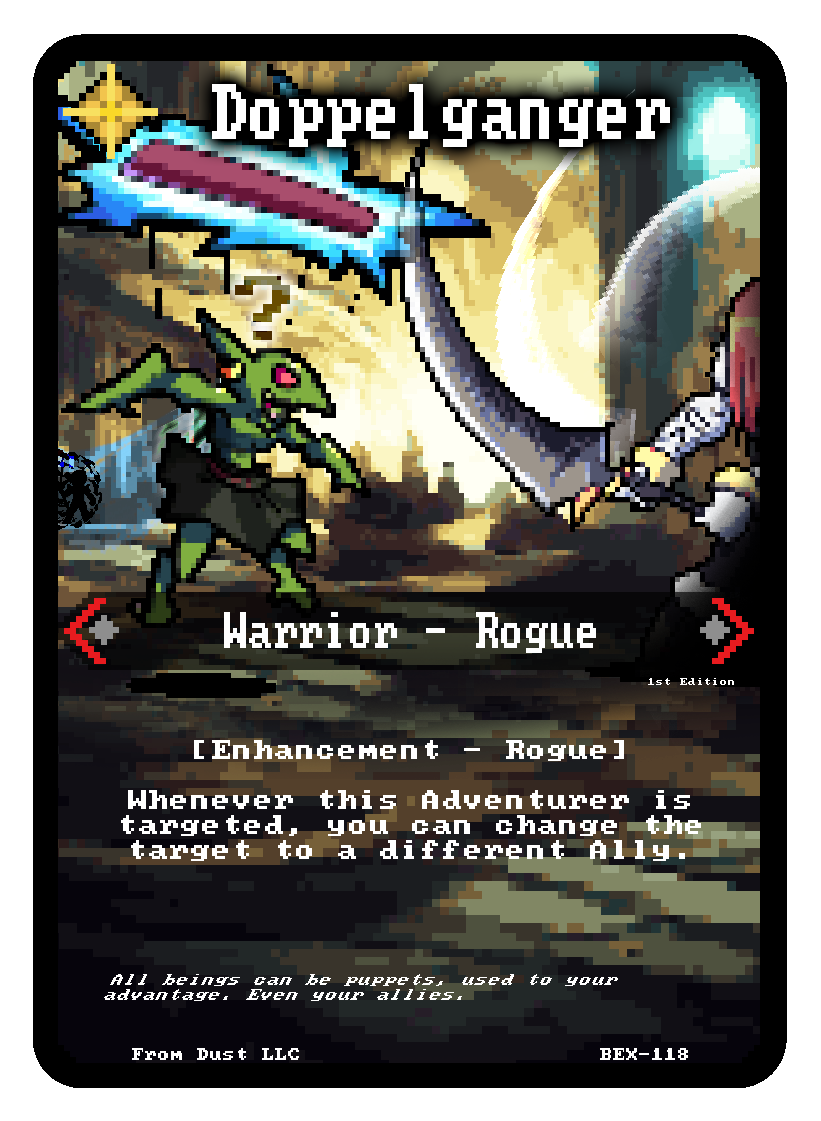 Doppelganger
?
Warrior - Rogue
1st Edition
[Enhancement - Rogue]
Whenever this Adventurer is
targeted, you can change the
target to a different Ally.
All beings can be puppets, used to your
advantage. Even your allies.
From Dust LLC
BEX-118